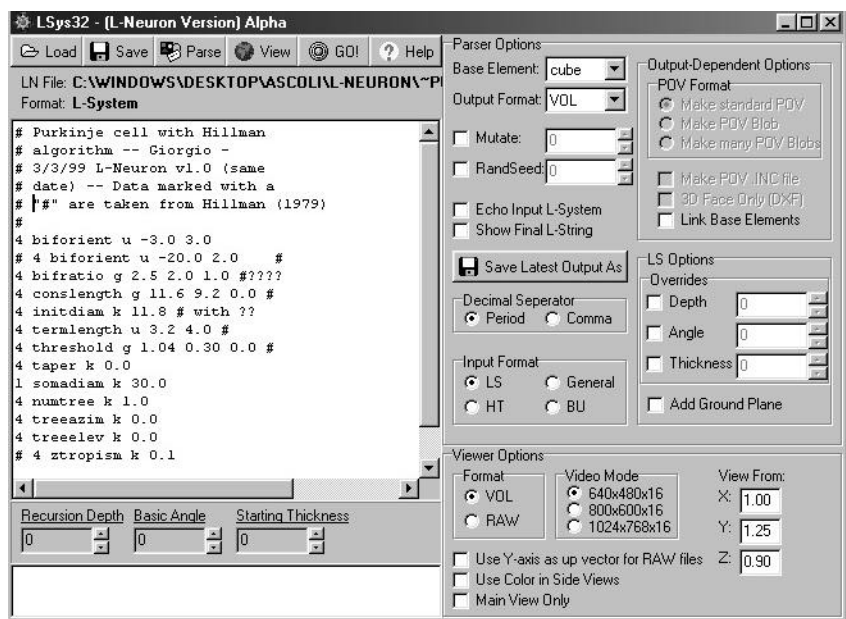 LSys32 - (L-Neuron Version) Alpha
Load Save Parse View GO! Help
LN File: C:\WINDOWS\DESKTOP\ASCOLI\L-NEURON\~P
Format: L-System
# Purkinje cell with Hillman
# algorithm -- Giorgio -
# 3/3/99 L-Neuron v1.0 (same
# date) -- Data marked with a
# "#" are taken from Hillman (1979)
#
4 biforient u -3.0 3.0
# 4 biforient u -20.0 2.0 #
4 bifratio g 2.5 2.0 1.0 #????
4 conslength g 11.6 9.2 0.0 #
4 initdiam k 11.8 # with ??
4 termlength u 3.2 4.0 #
4 threshold g 1.04 0.30 0.0 #
4 taper k 0.0
1 somadiam k 30.0
4 numtree k 1.0
4 treeazim k 0.0
4 treeelev k 0.0
# 4 ztropism k 0.1
Recursion Depth Basic Angle Starting Thickness
0 0 0
Parser Options
Base Element: cube
Output Format: VOL
Mutate: 0
RandSeed: 0
Echo Input L-System
Show Final L-String
Save Latest Output As
Decimal Seperator
Period Comma
Input Format
LS General
HT BU
Output-Dependent Options
POV Format
Make standard POV
Make POV Blob
Make many POV Blobs
Make POV .INC file
3D Face Only (DXF)
Link Base Elements
LS Options
Overrides
Depth 0
Angle 0
Thickness 0
Add Ground Plane
Viewer Options
Format
VOL
RAW
Video Mode
640x480x16
800x600x16
1024x768x16
View From:
X: 1.00
Y: 1.25
Z: 0.90
Use Y-axis as up vector for RAW files
Use Color in Side Views
Main View Only